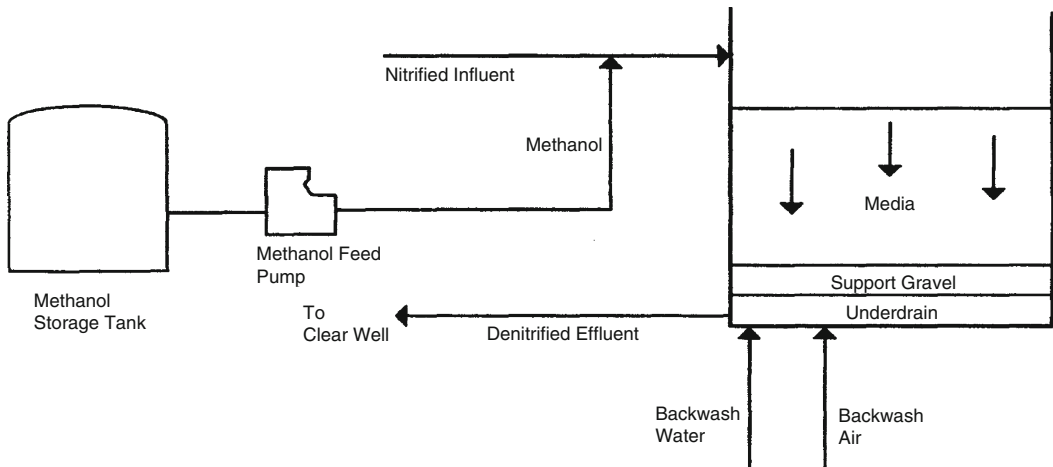 Nitrified Influent
Methanol
Media
Methanol Feed
Pump
Support Gravel
Methanol
Storage Tank
To
Clear Well
Underdrain
Denitrified Effluent
Backwash
Water
Backwash
Air